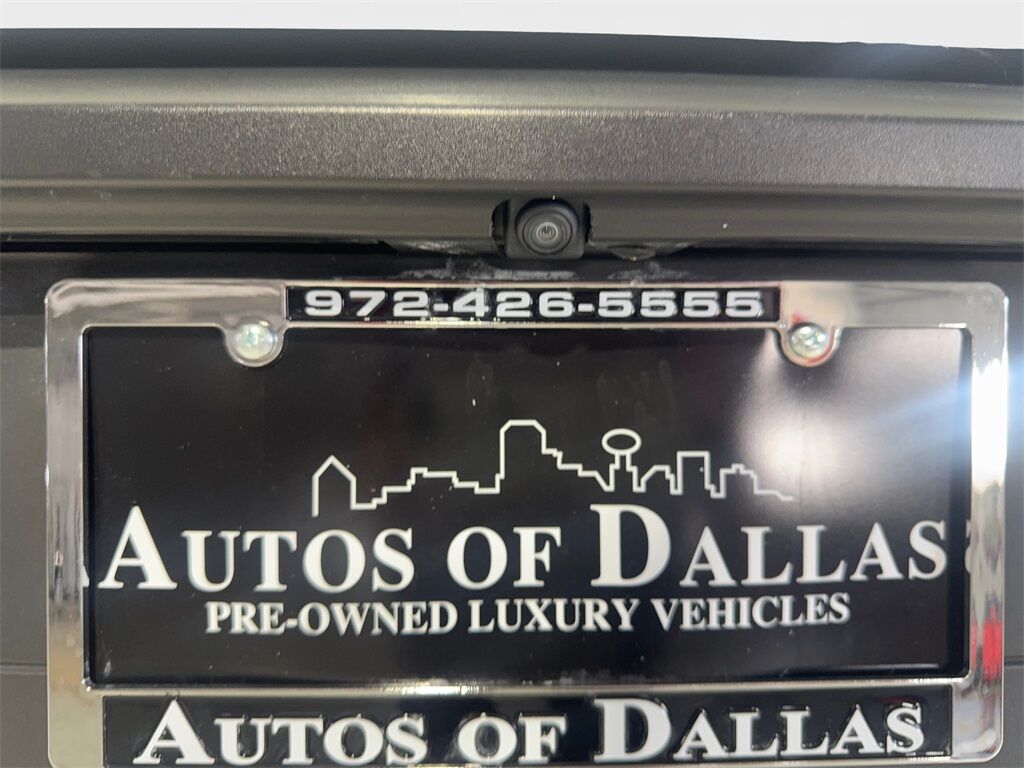 972-426-5555
AUTOS OF DALLAS
PRE-OWNED LUXURY VEHICLES
AUTOS OF DALLAS